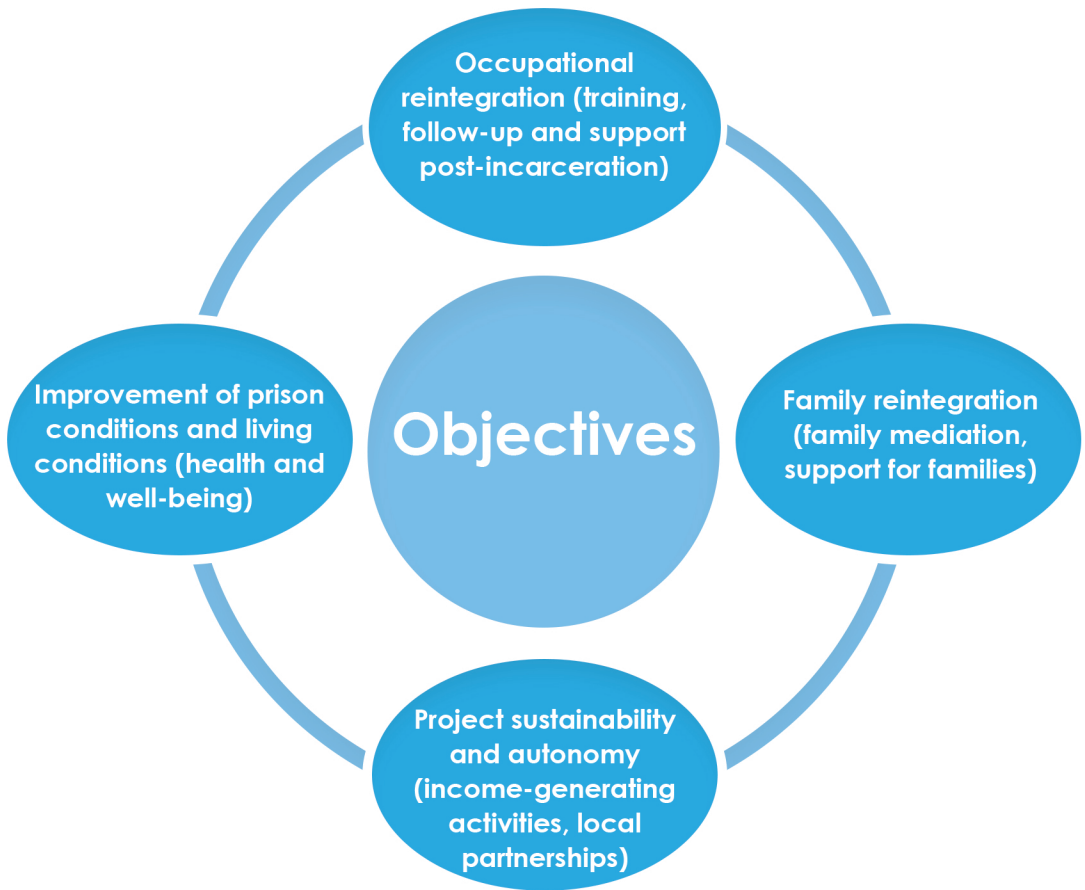 Occupational
reintegration (training,
follow-up and support
post-incarceration)
Improvement of prison
conditions and living
conditions (health and
well-being)
Objectives
Family reintegration
(family mediation,
support for families)
Project sustainability
and autonomy
(income-generating
activities, local
partnerships)